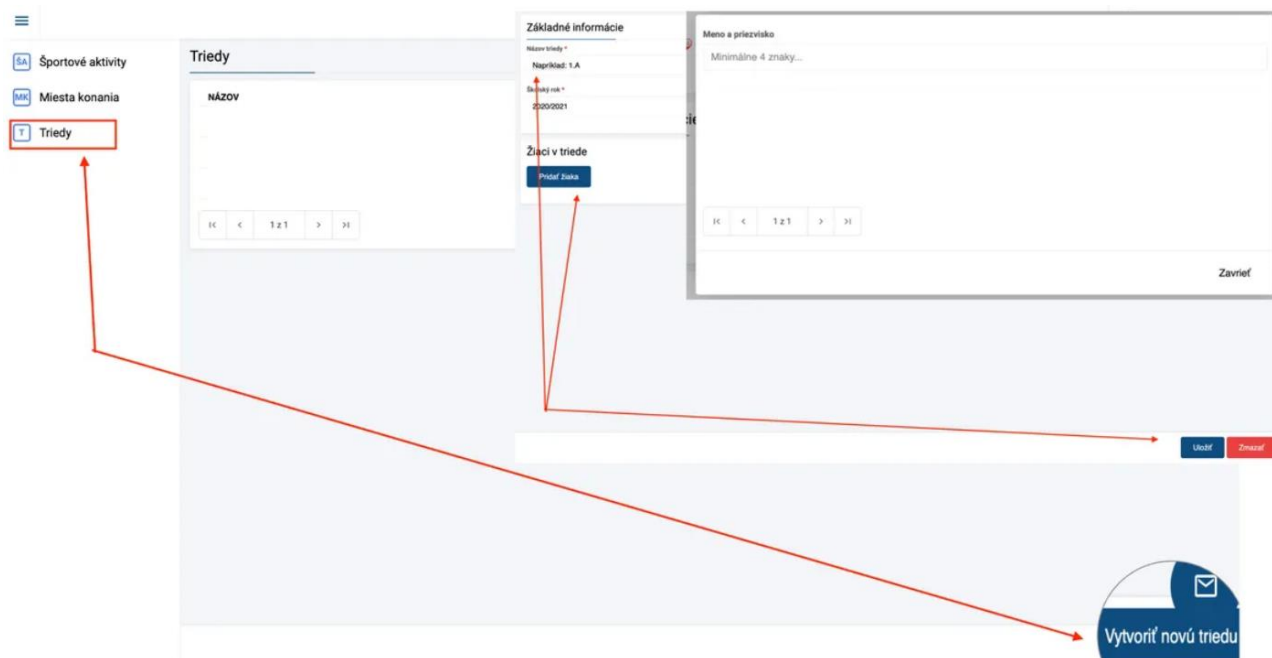 ŠA Športové aktivity
MK Miesta konania
T Triedy
Triedy
NÁZOV
1 z 1
Základné informácie
Názov triedy *
Napríklad: 1.A
Školský rok *
2020/2021
Žiaci v triede
Pridať žiaka
cie
Meno a priezvisko
Minimálne 4 znaky...
1 z 1
Zavrieť
Uložiť
Zmazať
Vytvoriť novú triedu